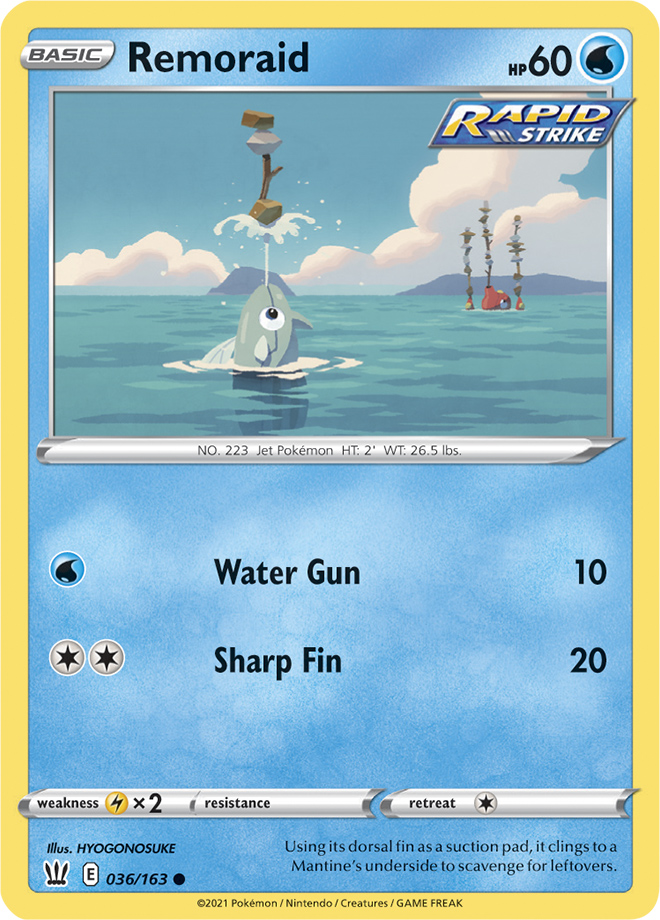 BASIC Remoraid HP60
RAPID
STRIKE
NO. 223 Jet Pokémon HT: 2' WT: 26.5 lbs.
Water Gun 10
Sharp Fin 20
weakness ×2 resistance retreat
Illus. HYOGONOSUKE
Using its dorsal fin as a suction pad, it clings to a
Mantine's underside to scavenge for leftovers.
E 036/163
©2021 Pokémon / Nintendo / Creatures / GAME FREAK